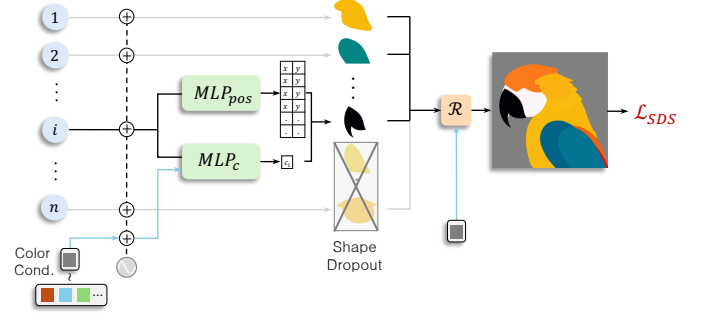 1
2
⋮
i
⋮
n
Color
Cond.
...
MLP_pos
MLP_c
x y
x y
x y
x y
. .
. .
c_i
⋮
Shape
Dropout
ℛ
ℒ_SDS